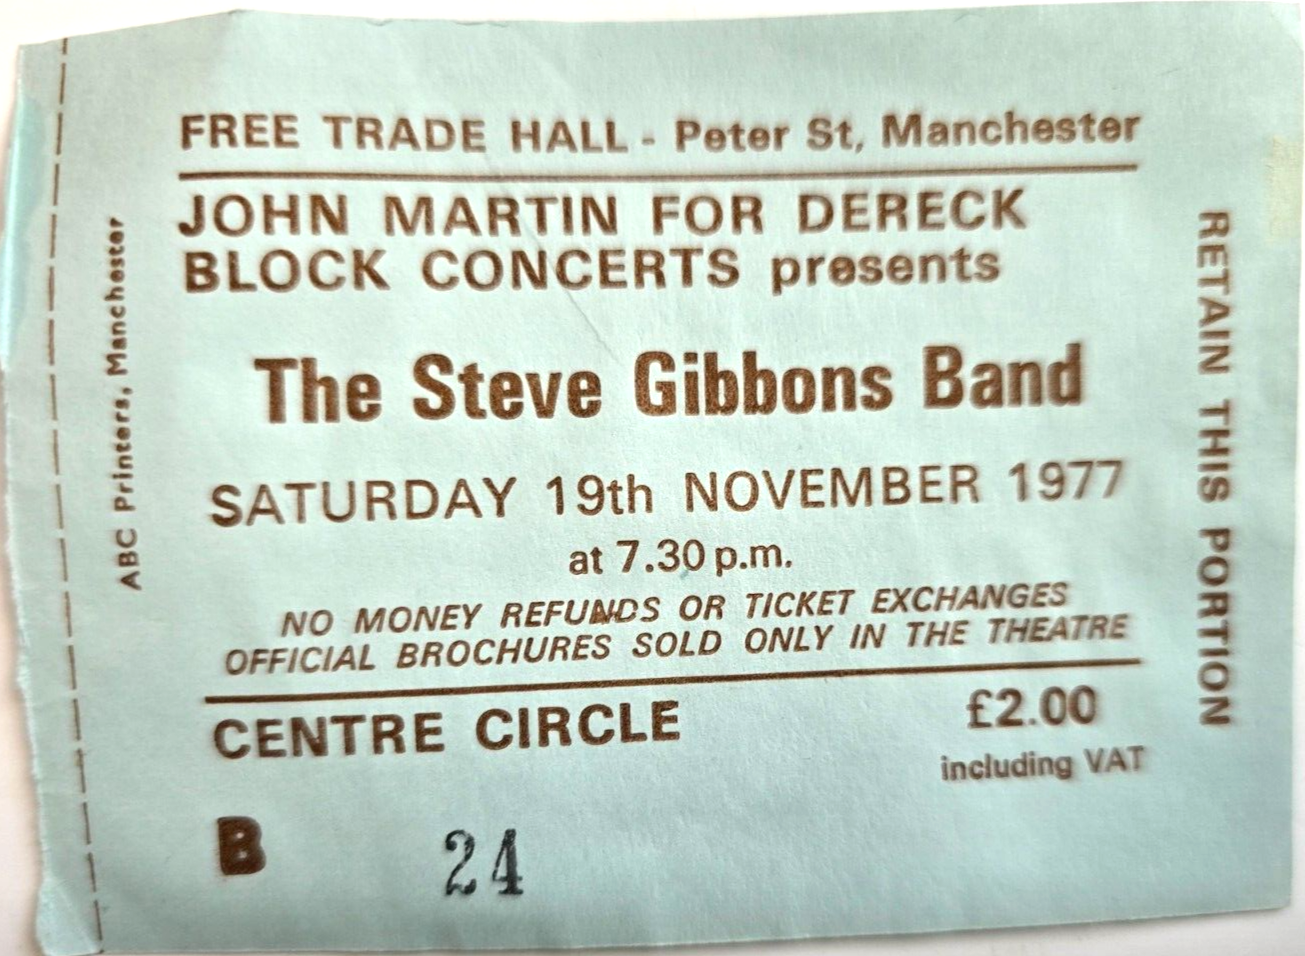 FREE TRADE HALL - Peter St, Manchester
JOHN MARTIN FOR DERECK
BLOCK CONCERTS presents
The Steve Gibbons Band
SATURDAY 19th NOVEMBER 1977
at 7.30 p.m.
NO MONEY REFUNDS OR TICKET EXCHANGES
OFFICIAL BROCHURES SOLD ONLY IN THE THEATRE
CENTRE CIRCLE £2.00
including VAT
B 24
ABC Printers, Manchester
RETAIN THIS PORTION